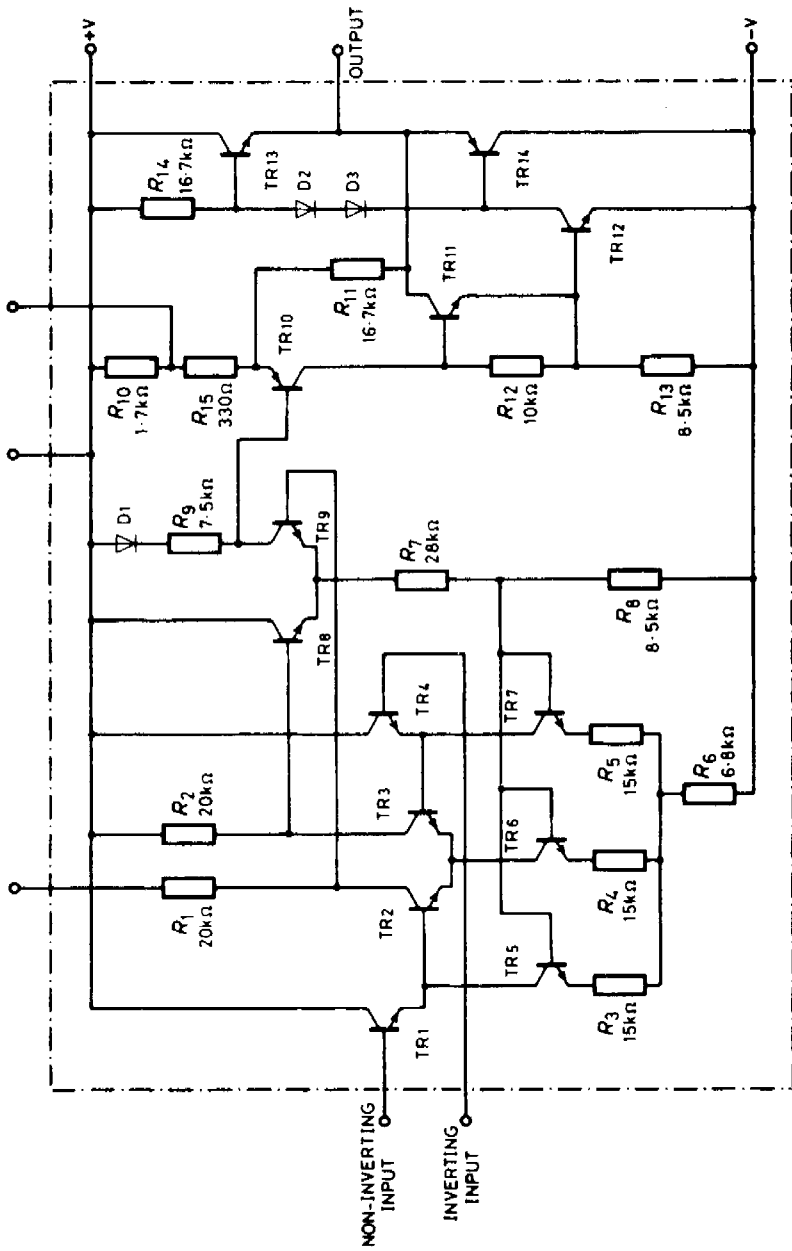 +V
R14
16·7kΩ
R10
1·7kΩ
R15
330Ω
D1
R9
7·5kΩ
R2
20kΩ
R1
20kΩ
TR13
D2
D3
OUTPUT
TR10
R11
16·7kΩ
TR9
TR8
TR11
TR14
R12
10kΩ
R7
28kΩ
TR4
TR3
TR2
TR1
NON-INVERTING
INPUT
INVERTING
INPUT
TR12
R13
8·5kΩ
R8
8·5kΩ
TR7
TR6
TR5
R5
15kΩ
R4
15kΩ
R3
15kΩ
R6
6·8kΩ
-V